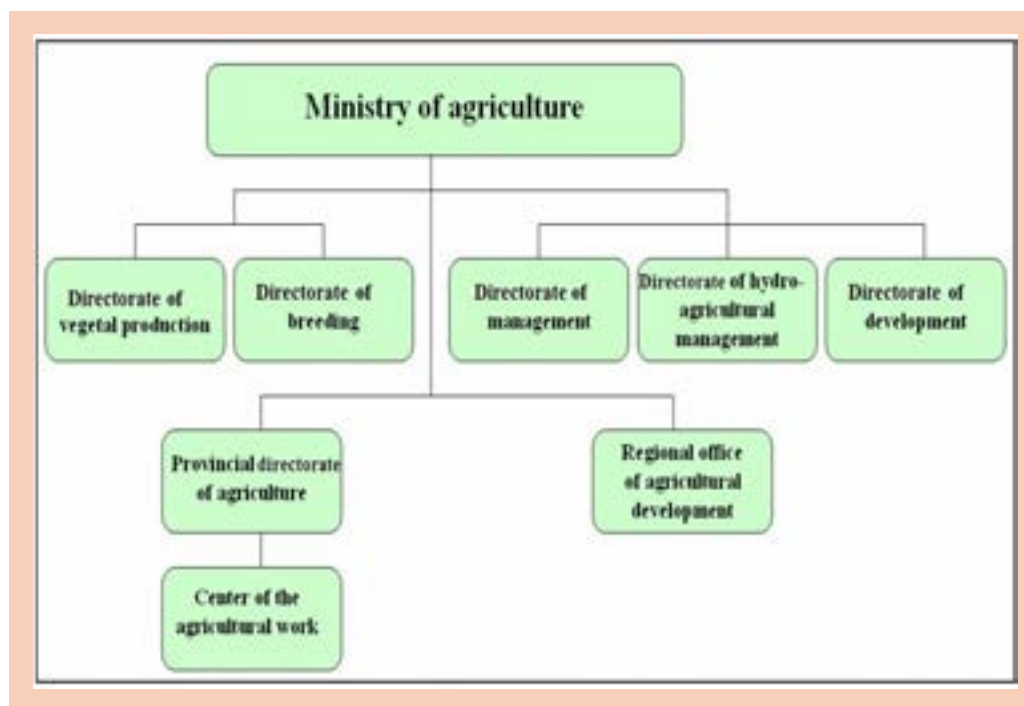 Ministry of agriculture
Directorate of
vegetal production
Directorate of
breeding
Directorate of
management
Directorate of hydro-
agricultural
management
Directorate of
development
Provincial directorate
of agriculture
Regional office
of agricultural
development
Center of the
agricultural work